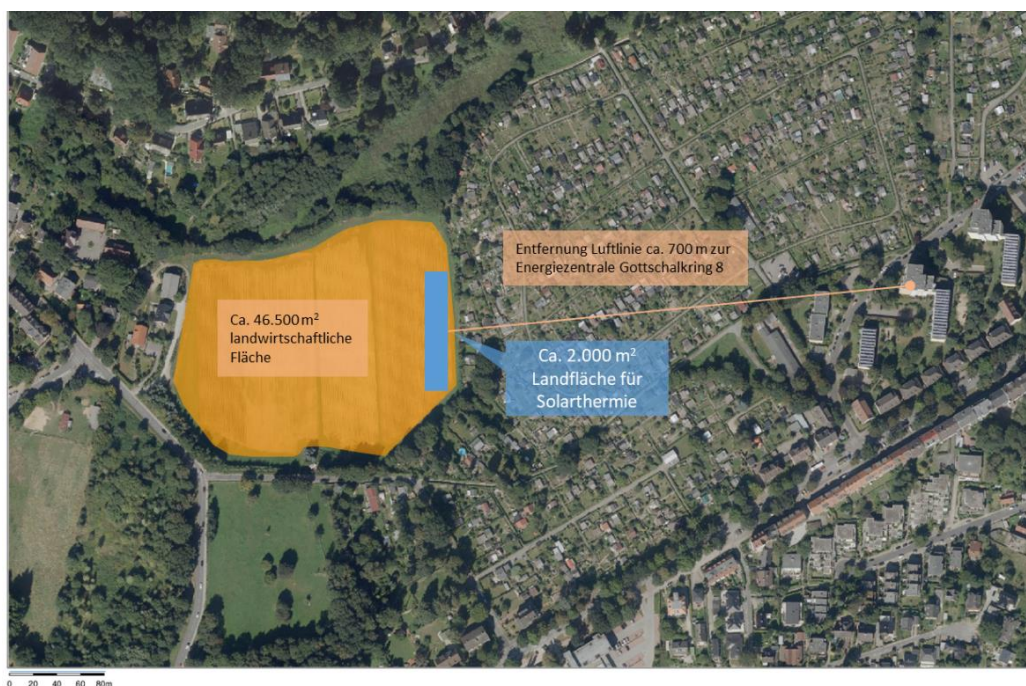 Entfernung Luftlinie ca. 700 m zur
Energiezentrale Gottschalkring 8
Ca. 46.500 m²
landwirtschaftliche
Fläche
Ca. 2.000 m²
Landfläche für
Solarthermie
0 20 40 60 80m